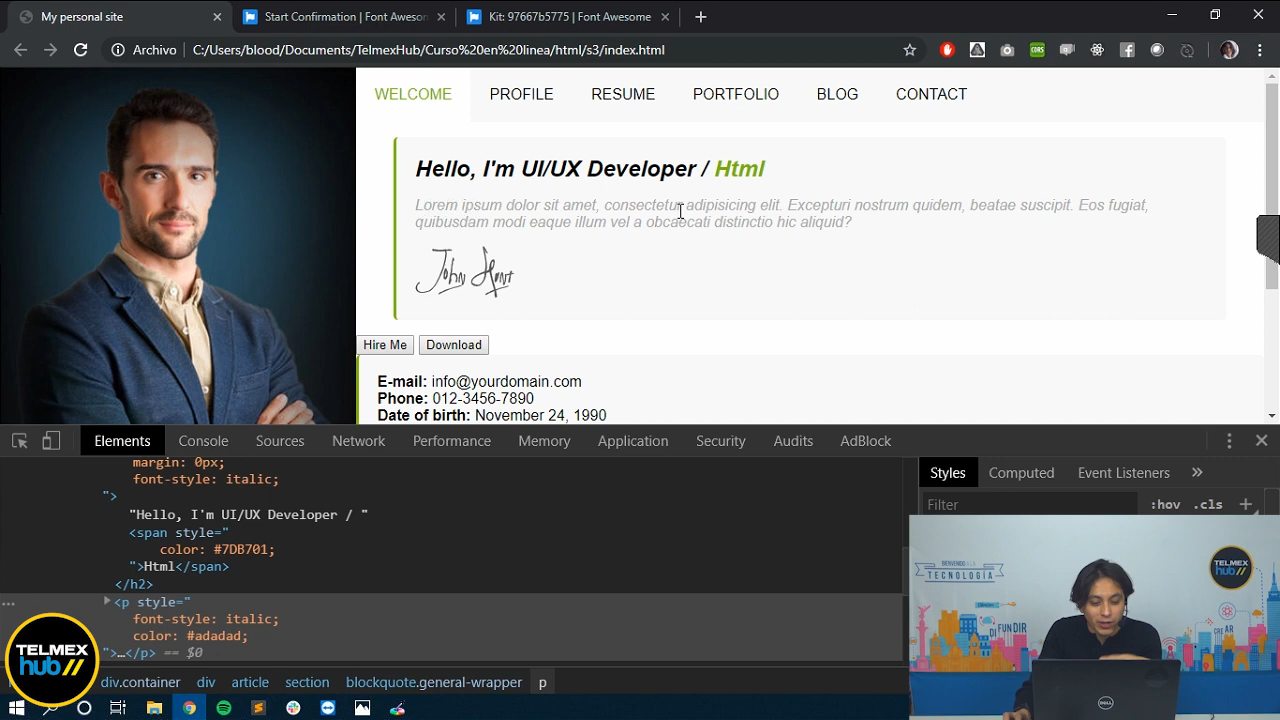 My personal site
Start Confirmation | Font Awesom
Kit: 97667b5775 | Font Awesome
Archivo
C:/Users/blood/Documents/TelmexHub/Curso%20en%20linea/html/s3/index.html
WELCOME PROFILE RESUME PORTFOLIO BLOG CONTACT
Hello, I'm UI/UX Developer / Html
Lorem ipsum dolor sit amet, consectetur adipisicing elit. Excepturi nostrum quidem, beatae suscipit. Eos fugiat,
quibusdam modi eaque illum vel a obcaecati distinctio hic aliquid?
John Hont
Hire Me Download
E-mail: info@yourdomain.com
Phone: 012-3456-7890
Date of birth: November 24, 1990
Elements Console Sources Network Performance Memory Application Security Audits AdBlock
margin: 0px;
font-style: italic;
">
"Hello, I'm UI/UX Developer / "
<span style="
color: #7DB701;
">Html</span>
</h2>
<p style="
font-style: italic;
color: #adadad;
">…</p> == $0
div.container div article section blockquote.general-wrapper p
Styles Computed Event Listeners »
Filter :hov .cls +
TELMEX
hub//
BIENVENIDO A LA
TECNOLOGÍA
DIFUNDIR
CREAR
TELMEX
hub//
DELL